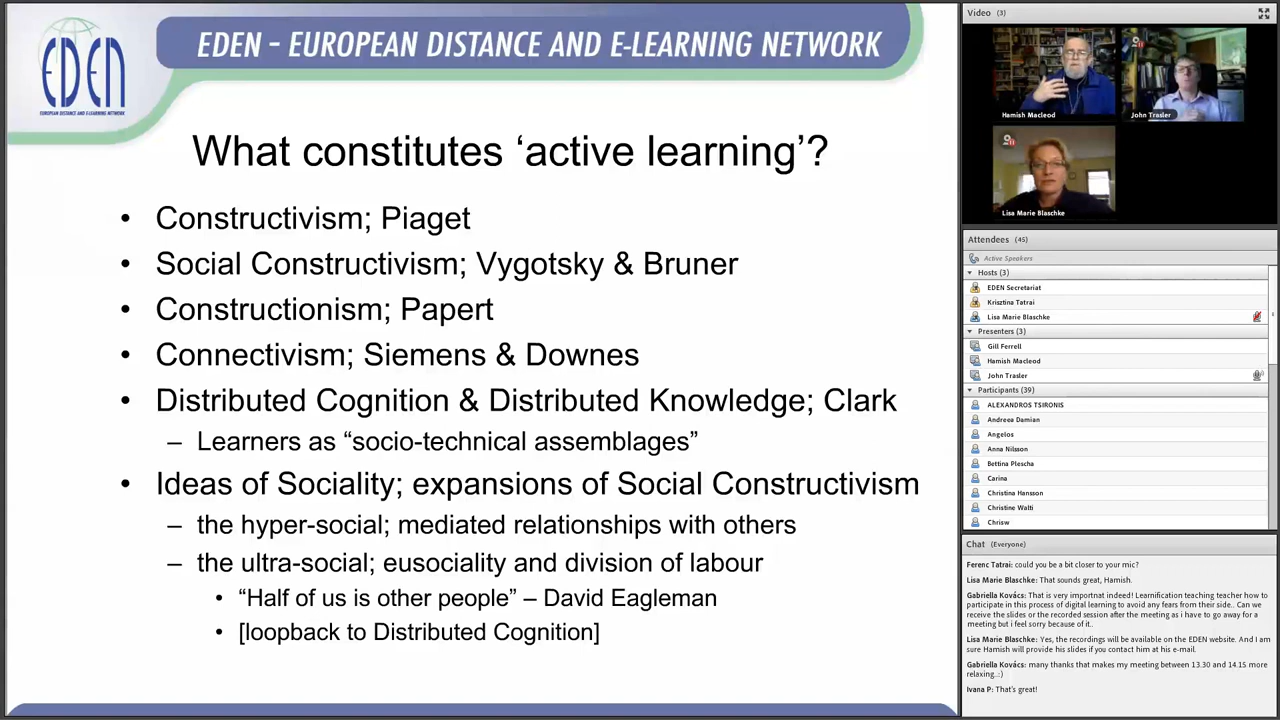 EDEN
EUROPEAN DISTANCE AND E-LEARNING NETWORK
EDEN – EUROPEAN DISTANCE AND E-LEARNING NETWORK
What constitutes ‘active learning’?
• Constructivism; Piaget
• Social Constructivism; Vygotsky & Bruner
• Constructionism; Papert
• Connectivism; Siemens & Downes
• Distributed Cognition & Distributed Knowledge; Clark
– Learners as “socio-technical assemblages”
• Ideas of Sociality; expansions of Social Constructivism
– the hyper-social; mediated relationships with others
– the ultra-social; eusociality and division of labour
• “Half of us is other people” – David Eagleman
• [loopback to Distributed Cognition]
Video (3)
Hamish Macleod
John Trasler
Lisa Marie Blaschke
Attendees (45)
Active Speakers
Hosts (3)
EDEN Secretariat
Krisztina Tatrai
Lisa Marie Blaschke
Presenters (3)
Gill Ferrell
Hamish Macleod
John Trasler
Participants (39)
ALEXANDROS TSIRONIS
Andreea Damian
Angelos
Anna Nilsson
Bettina Plescha
Carina
Christina Hansson
Christine Walti
Chrisw
Chat (Everyone)
Ferenc Tatrai: could you be a bit closer to your mic?
Lisa Marie Blaschke: That sounds great, Hamish.
Gabriella Kovács: That is very importnat indeed! Learnification teaching teacher how to
participate in this process of digital learning to avoid any fears from their side.. Can we
receive the slides or the recorded session after the meeting as i have to go away for a
meeting but i feel sorry because of it..
Lisa Marie Blaschke: Yes, the recordings will be available on the EDEN website. And I am
sure Hamish will provide his slides if you contact him at his e-mail.
Gabriella Kovács: many thanks that makes my meeting between 13.30 and 14.15 more
relaxing..:)
Ivana P: That's great!